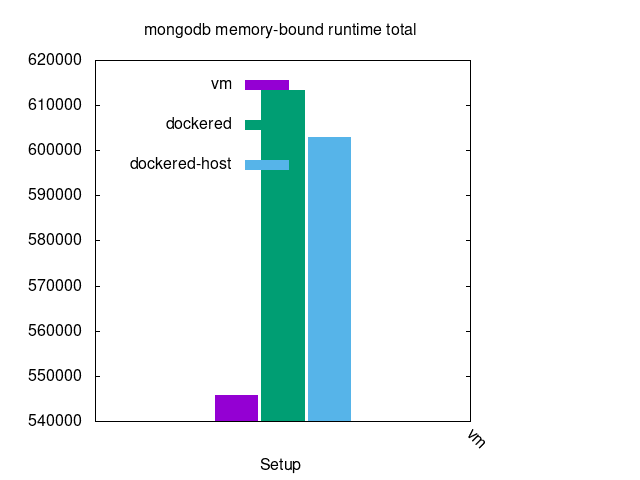 mongodb memory-bound runtime total
620000
610000
600000
590000
580000
570000
560000
550000
540000
vm
dockered
dockered-host
vm
Setup